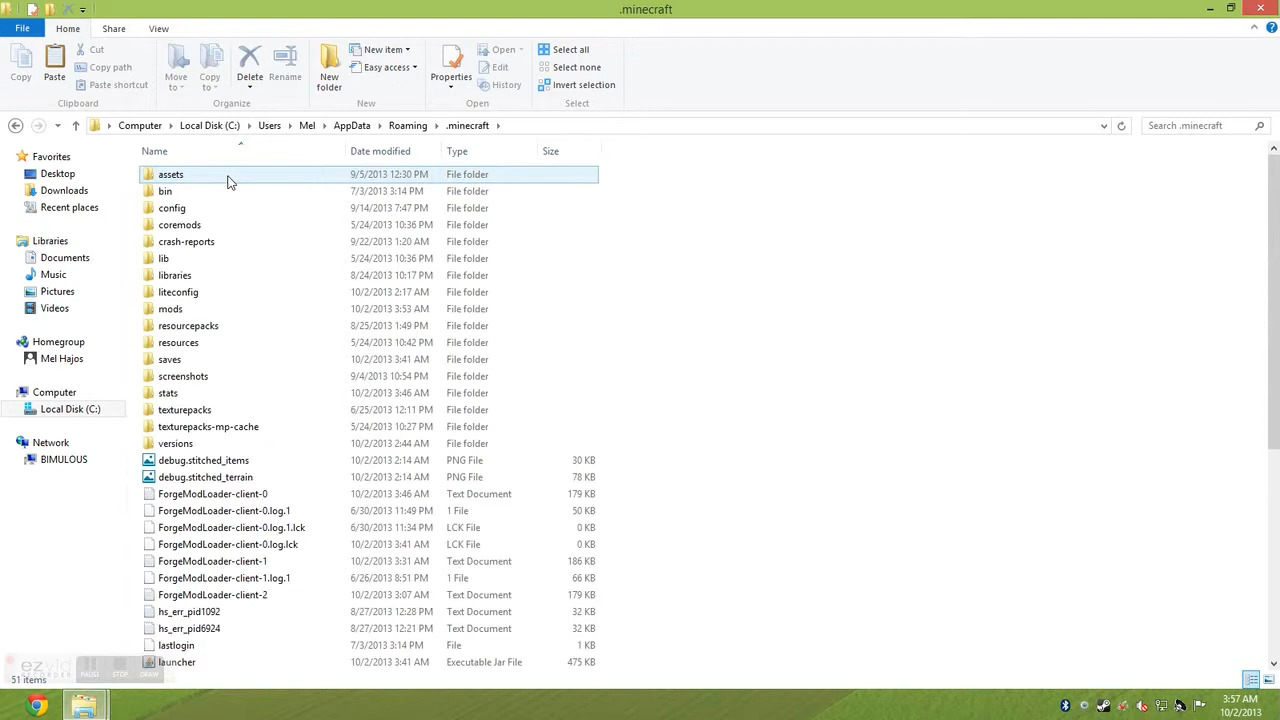 .minecraft
File Home Share View
Copy
Paste
Cut
Copy path
Paste shortcut
Clipboard
Move to
Copy to
Delete
Rename
Organize
New folder
New item
Easy access
New
Properties
Open
Edit
History
Open
Select all
Select none
Invert selection
Select
Computer Local Disk (C:) Users Mel AppData Roaming .minecraft
Search .minecraft
Favorites
Desktop
Downloads
Recent places
Libraries
Documents
Music
Pictures
Videos
Homegroup
Mel Hajos
Computer
Local Disk (C:)
Network
BIMULOUS
Name Date modified Type Size
assets 9/5/2013 12:30 PM File folder
bin 7/3/2013 3:14 PM File folder
config 9/14/2013 7:47 PM File folder
coremods 5/24/2013 10:36 PM File folder
crash-reports 9/22/2013 1:20 AM File folder
lib 5/24/2013 10:36 PM File folder
libraries 8/24/2013 10:17 PM File folder
liteconfig 10/2/2013 2:17 AM File folder
mods 10/2/2013 3:53 AM File folder
resourcepacks 8/25/2013 1:49 PM File folder
resources 5/24/2013 10:42 PM File folder
saves 10/2/2013 3:41 AM File folder
screenshots 9/4/2013 10:54 PM File folder
stats 10/2/2013 3:46 AM File folder
texturepacks 6/25/2013 12:11 PM File folder
texturepacks-mp-cache 5/24/2013 10:27 PM File folder
versions 10/2/2013 2:44 AM File folder
debug.stitched_items 10/2/2013 2:14 AM PNG File 30 KB
debug.stitched_terrain 10/2/2013 2:14 AM PNG File 78 KB
ForgeModLoader-client-0 10/2/2013 3:46 AM Text Document 179 KB
ForgeModLoader-client-0.log.1 6/30/2013 11:49 PM 1 File 50 KB
ForgeModLoader-client-0.log.1.lck 6/30/2013 11:34 PM LCK File 0 KB
ForgeModLoader-client-0.log.lck 10/2/2013 3:41 AM LCK File 0 KB
ForgeModLoader-client-1 10/2/2013 3:31 AM Text Document 186 KB
ForgeModLoader-client-1.log.1 6/26/2013 8:51 PM 1 File 66 KB
ForgeModLoader-client-2 10/2/2013 3:07 AM Text Document 179 KB
hs_err_pid1092 8/27/2013 12:28 PM Text Document 32 KB
hs_err_pid6924 8/27/2013 12:21 PM Text Document 32 KB
lastlogin 7/3/2013 3:14 PM File 1 KB
launcher 10/2/2013 3:41 AM Executable Jar File 475 KB
ezvid
RECORDER
PAUSE STOP DRAW
51 items
3:57 AM
10/2/2013